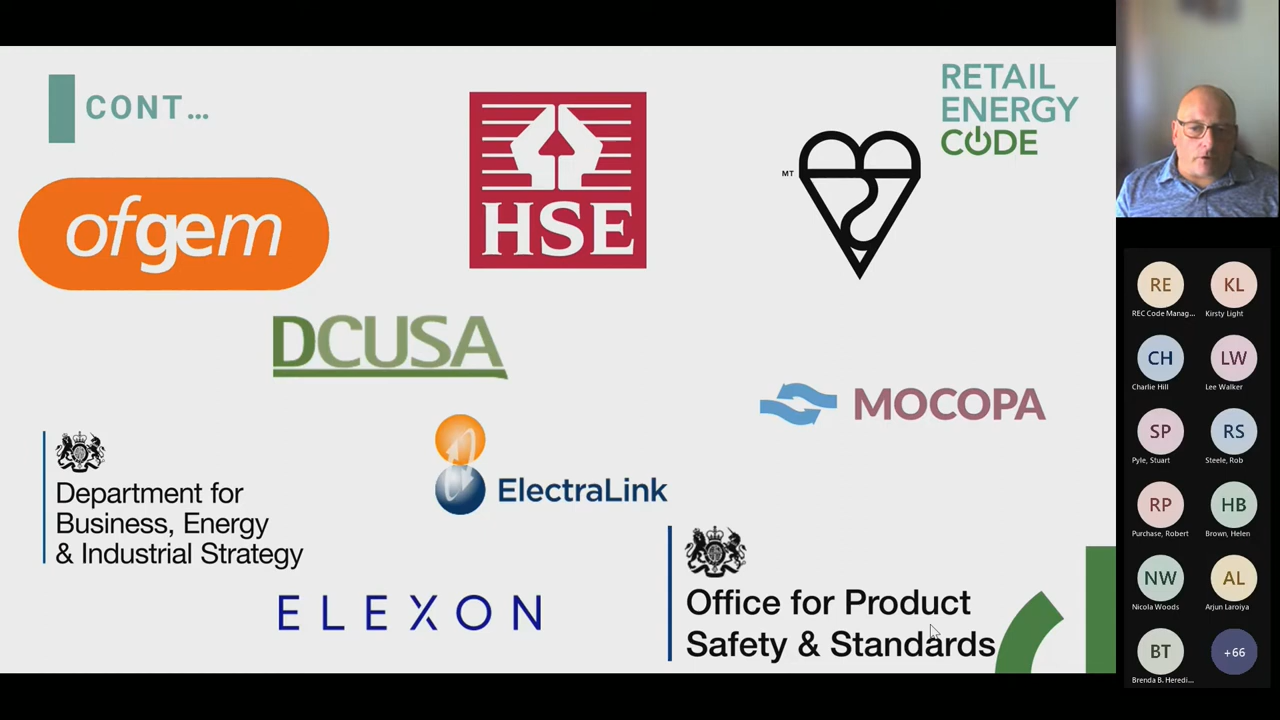 CONT…
RETAIL
ENERGY
CODE
ofgem
HSE
MT
DCUSA
MOCOPA
Department for
Business, Energy
& Industrial Strategy
ElectraLink
ELEXON
Office for Product
Safety & Standards
RE
KL
REC Code Manag...
Kirsty Light
CH
LW
Charlie Hill
Lee Walker
SP
RS
Pyle, Stuart
Steele, Rob
RP
HB
Purchase, Robert
Brown, Helen
NW
AL
Nicola Woods
Arjun Laroiya
BT
+66
Brenda B. Heredi...